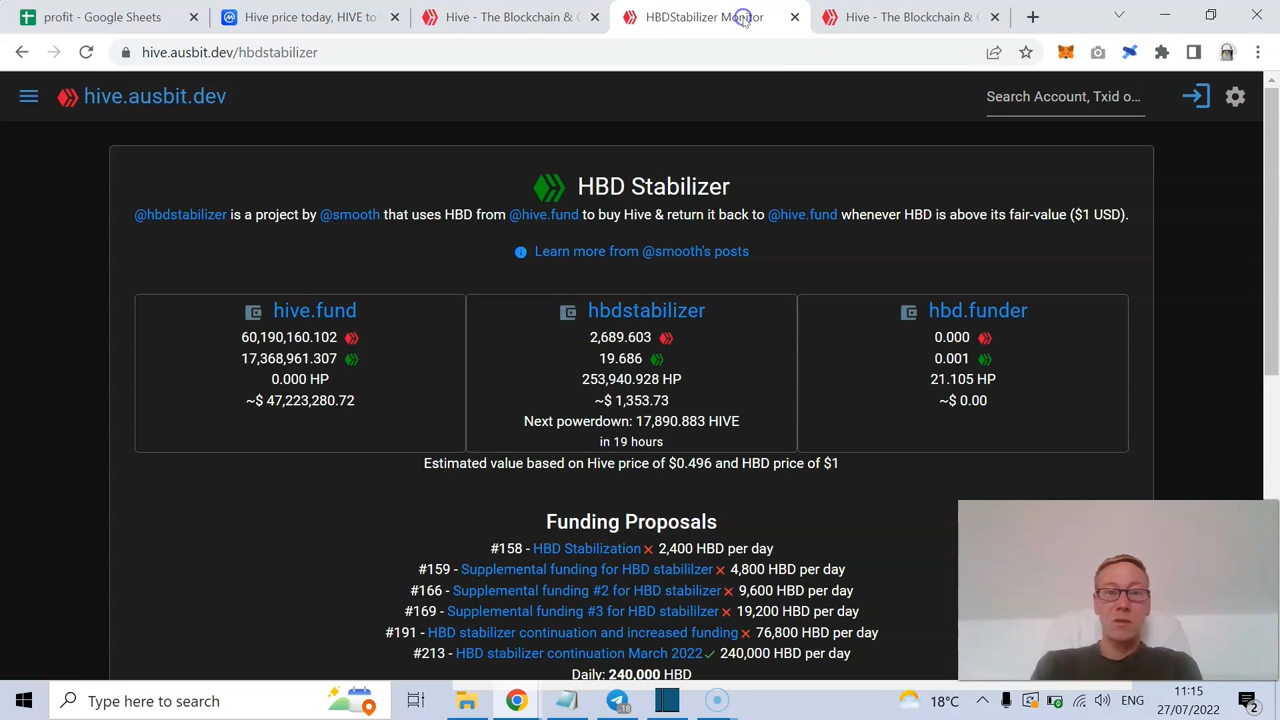 profit - Google Sheets
Hive price today, HIVE to
Hive - The Blockchain &
HBDStabilizer Monitor
Hive - The Blockchain &
hive.ausbit.dev/hbdstabilizer
hive.ausbit.dev
Search Account, Txid o...
HBD Stabilizer
@hbdstabilizer is a project by @smooth that uses HBD from @hive.fund to buy Hive & return it back to @hive.fund whenever HBD is above its fair-value ($1 USD).
Learn more from @smooth's posts
hive.fund
60,190,160.102
17,368,961.307
0.000 HP
~$ 47,223,280.72
hbdstabilizer
2,689.603
19.686
253,940.928 HP
~$ 1,353.73
Next powerdown: 17,890.883 HIVE
in 19 hours
hbd.funder
0.000
0.001
21.105 HP
~$ 0.00
Estimated value based on Hive price of $0.496 and HBD price of $1
Funding Proposals
#158 - HBD Stabilization 2,400 HBD per day
#159 - Supplemental funding for HBD stabililzer 4,800 HBD per day
#166 - Supplemental funding #2 for HBD stabilizer 9,600 HBD per day
#169 - Supplemental funding #3 for HBD stabililzer 19,200 HBD per day
#191 - HBD stabilizer continuation and increased funding 76,800 HBD per day
#213 - HBD stabilizer continuation March 2022 240,000 HBD per day
Daily: 240,000 HBD
Type here to search
18
18°C
ENG
11:15
27/07/2022
2